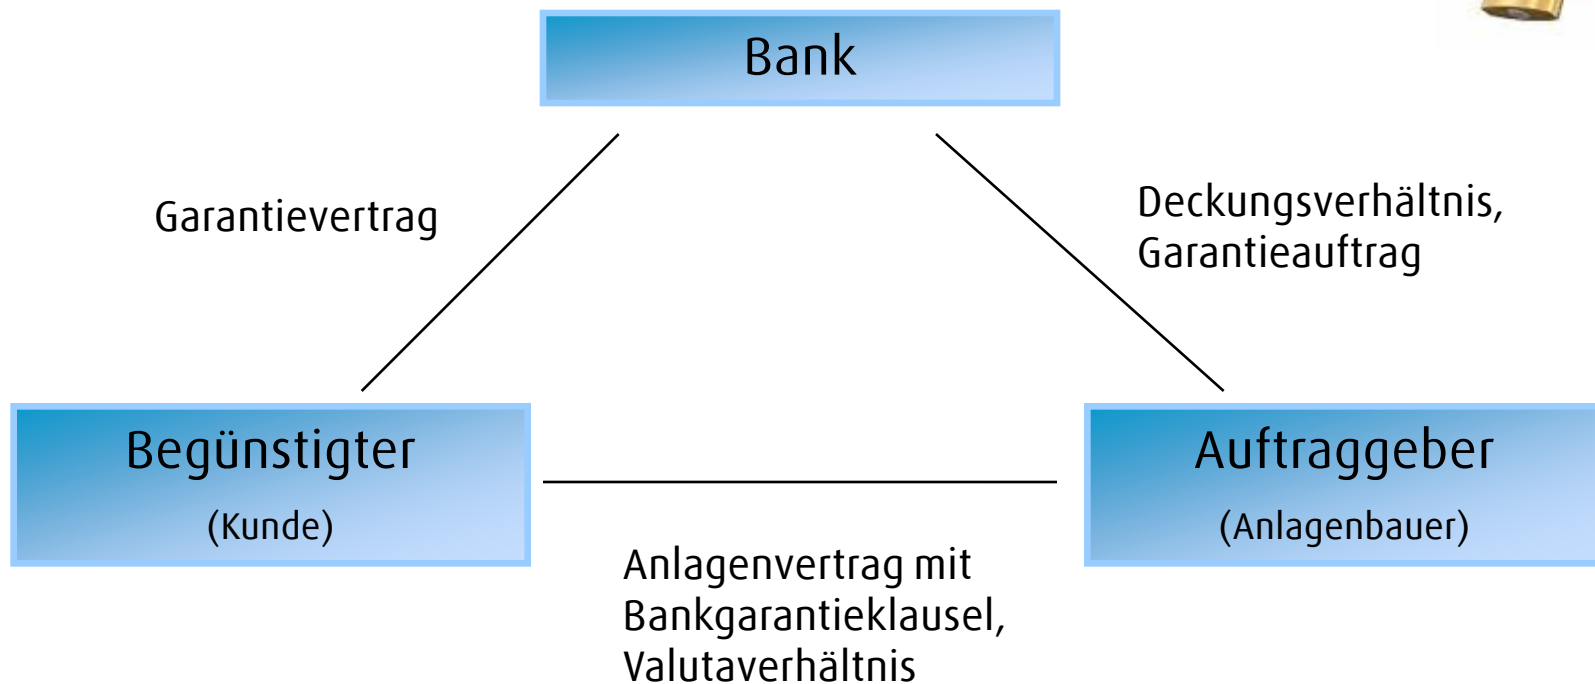 Bank
Garantievertrag
Deckungsverhältnis,
Garantieauftrag
Begünstigter
(Kunde)
Auftraggeber
(Anlagenbauer)
Anlagenvertrag mit
Bankgarantieklausel,
Valutaverhältnis